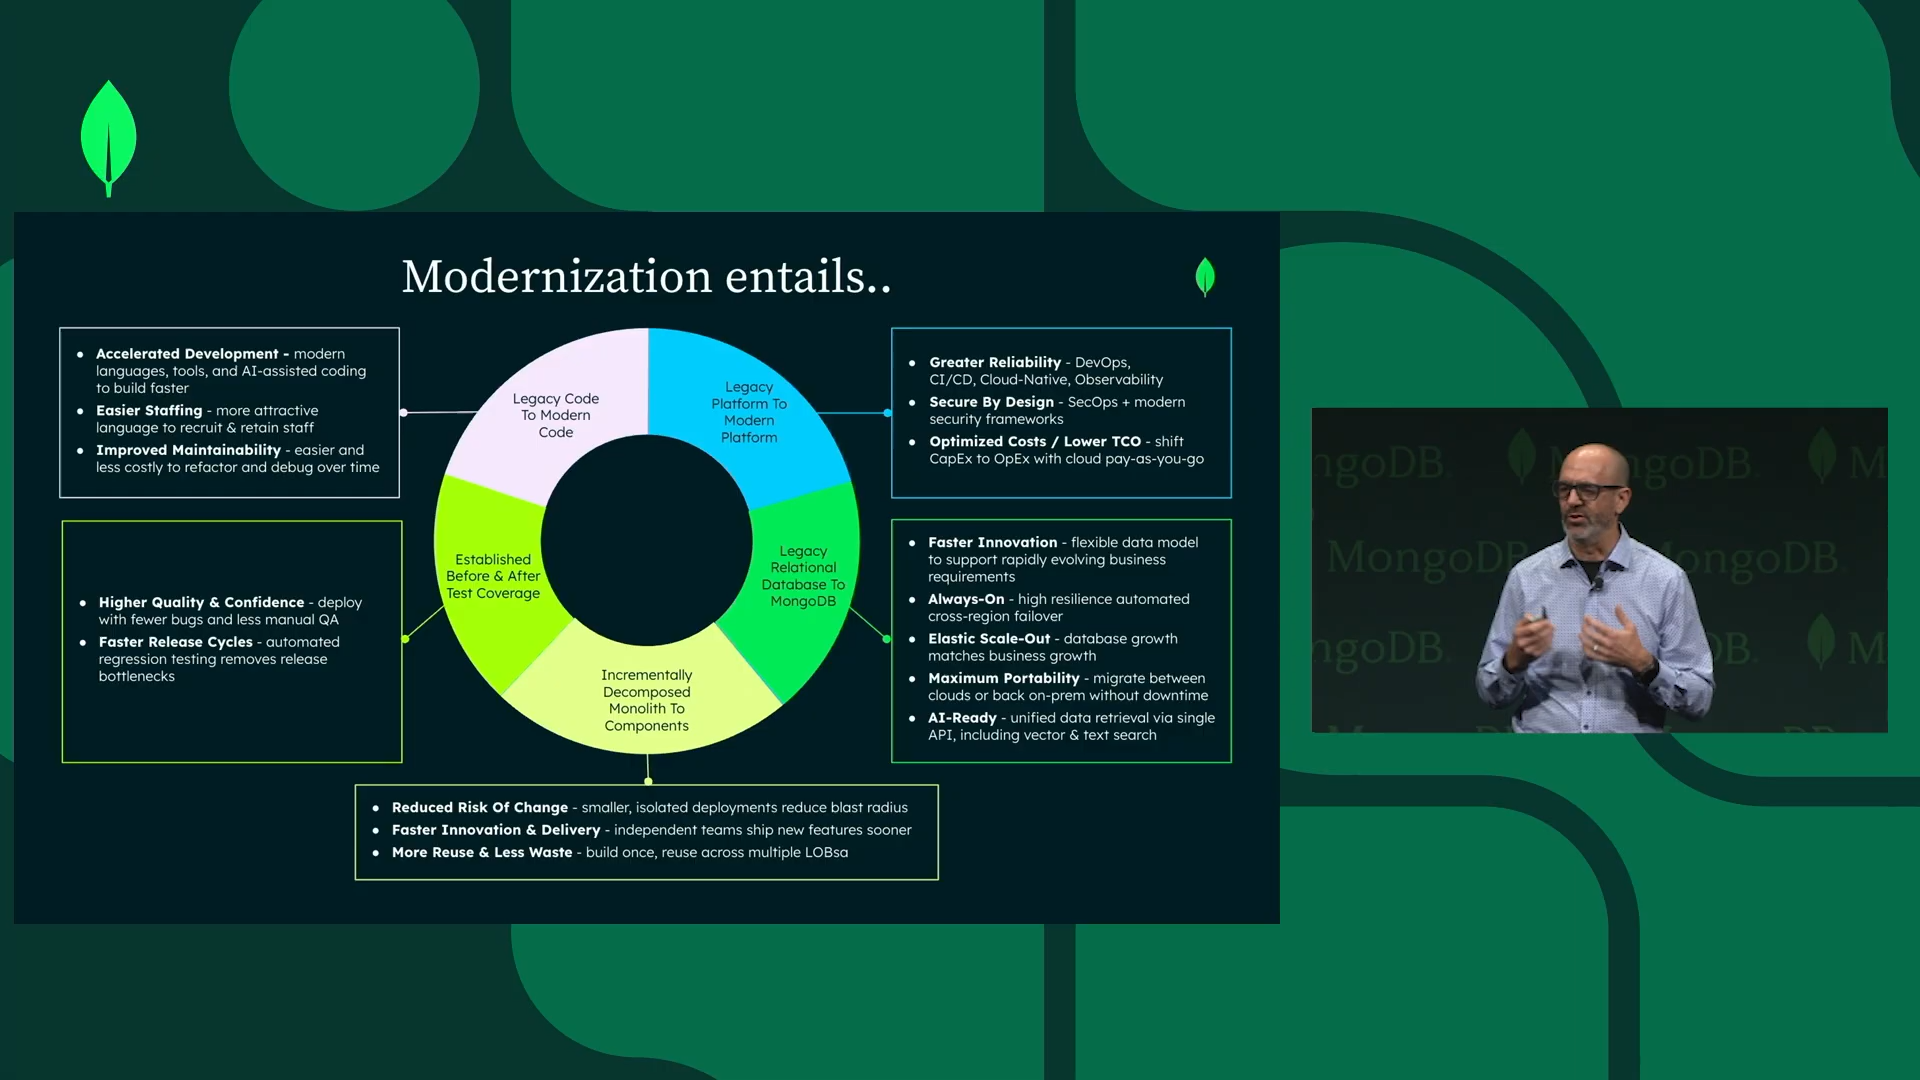 Modernization entails..
● Accelerated Development - modern
languages, tools, and AI-assisted coding
to build faster
● Easier Staffing - more attractive
language to recruit & retain staff
● Improved Maintainability - easier and
less costly to refactor and debug over time
Legacy Code
To Modern
Code
Legacy
Platform To
Modern
Platform
● Greater Reliability - DevOps,
CI/CD, Cloud-Native, Observability
● Secure By Design - SecOps + modern
security frameworks
● Optimized Costs / Lower TCO - shift
CapEx to OpEx with cloud pay-as-you-go
● Higher Quality & Confidence - deploy
with fewer bugs and less manual QA
● Faster Release Cycles - automated
regression testing removes release
bottlenecks
Established
Before & After
Test Coverage
Legacy
Relational
Database To
MongoDB
● Faster Innovation - flexible data model
to support rapidly evolving business
requirements
● Always-On - high resilience automated
cross-region failover
● Elastic Scale-Out - database growth
matches business growth
● Maximum Portability - migrate between
clouds or back on-prem without downtime
● AI-Ready - unified data retrieval via single
API, including vector & text search
Incrementally
Decomposed
Monolith To
Components
● Reduced Risk Of Change - smaller, isolated deployments reduce blast radius
● Faster Innovation & Delivery - independent teams ship new features sooner
● More Reuse & Less Waste - build once, reuse across multiple LOBsa
ngoDB. MongoDB. M
MongoDB ongoDB
ngoDB. DB. M